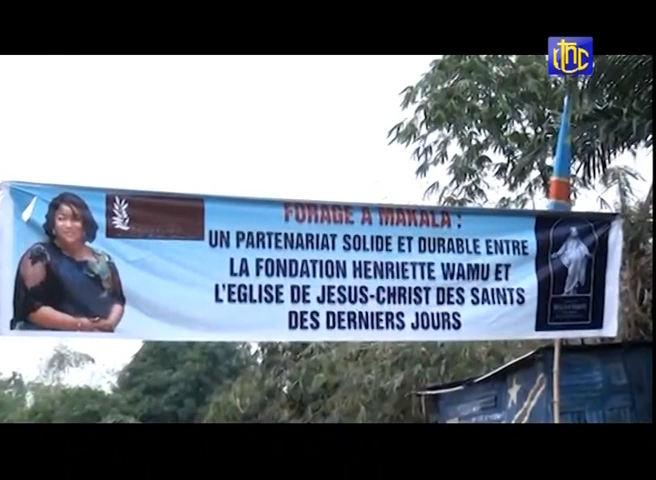 rtnc
FORAGE A MAKALA :
UN PARTENARIAT SOLIDE ET DURABLE ENTRE
LA FONDATION HENRIETTE WAMU ET
L'EGLISE DE JESUS-CHRIST DES SAINTS
DES DERNIERS JOURS